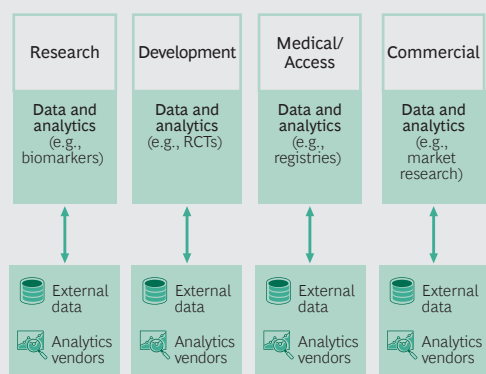 Research
Data and
analytics
(e.g.,
biomarkers)
External
data
Analytics
vendors
Development
Data and
analytics
(e.g., RCTs)
External
data
Analytics
vendors
Medical/
Access
Data and
analytics
(e.g.,
registries)
External
data
Analytics
vendors
Commercial
Data and
analytics
(e.g.,
market
research)
External
data
Analytics
vendors